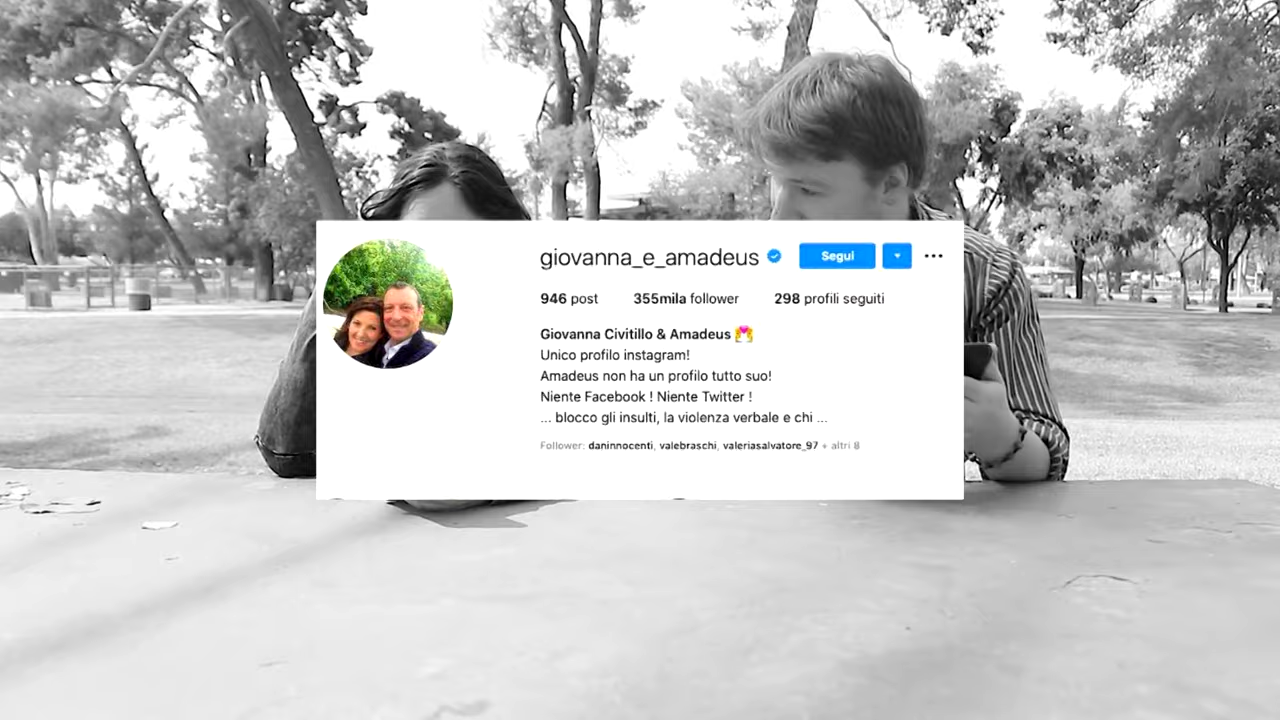 giovanna_e_amadeus Segui ...
946 post 355mila follower 298 profili seguiti
Giovanna Civitillo & Amadeus
Unico profilo instagram!
Amadeus non ha un profilo tutto suo!
Niente Facebook ! Niente Twitter !
... blocco gli insulti, la violenza verbale e chi ...
Follower: daninnocenti, valebraschi, valeriasalvatore_97 + altri 8